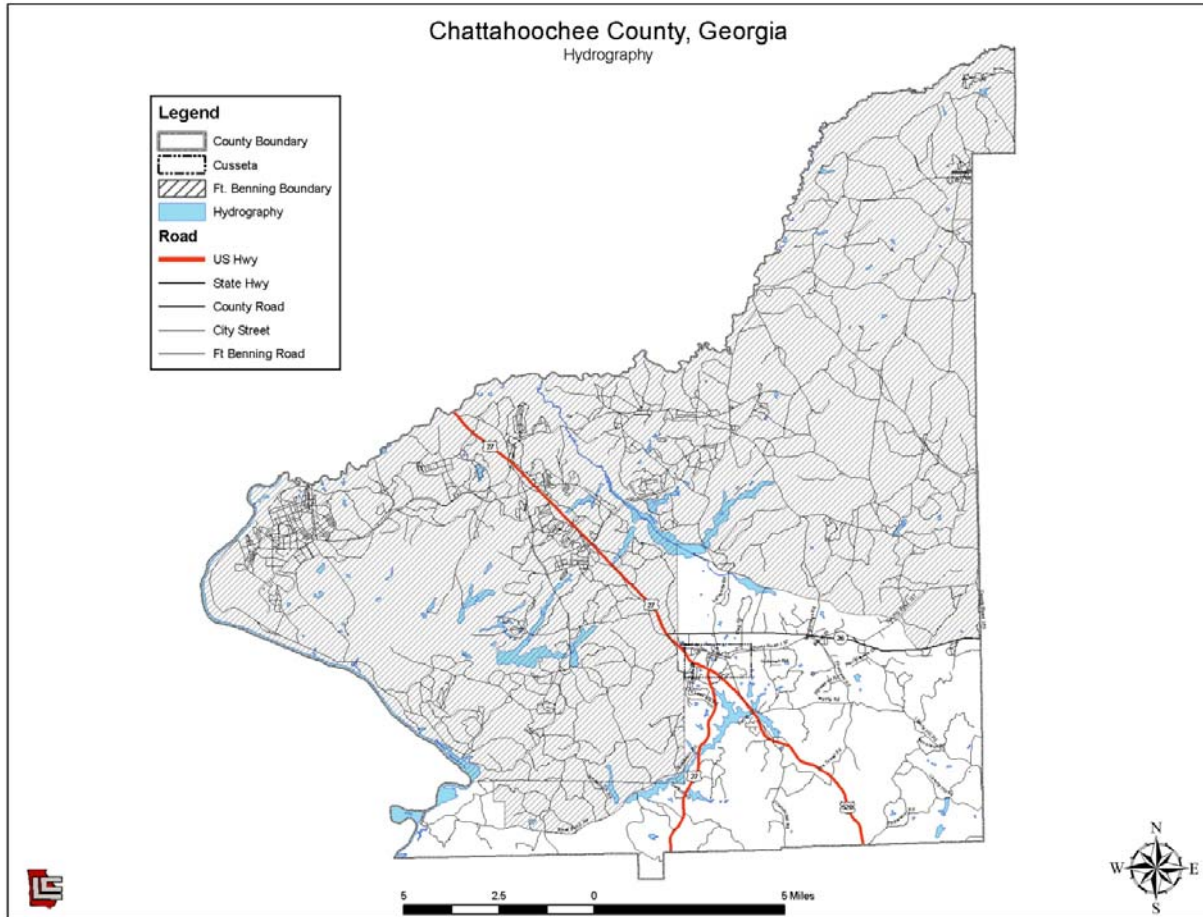 Chattahoochee County, Georgia
Hydrography
Legend
County Boundary
Cusseta
Ft. Benning Boundary
Hydrography
Road
US Hwy
State Hwy
County Road
City Street
Ft Benning Road
27
27
26
27
520
N
W E
S
5 2.5 0 5 Miles